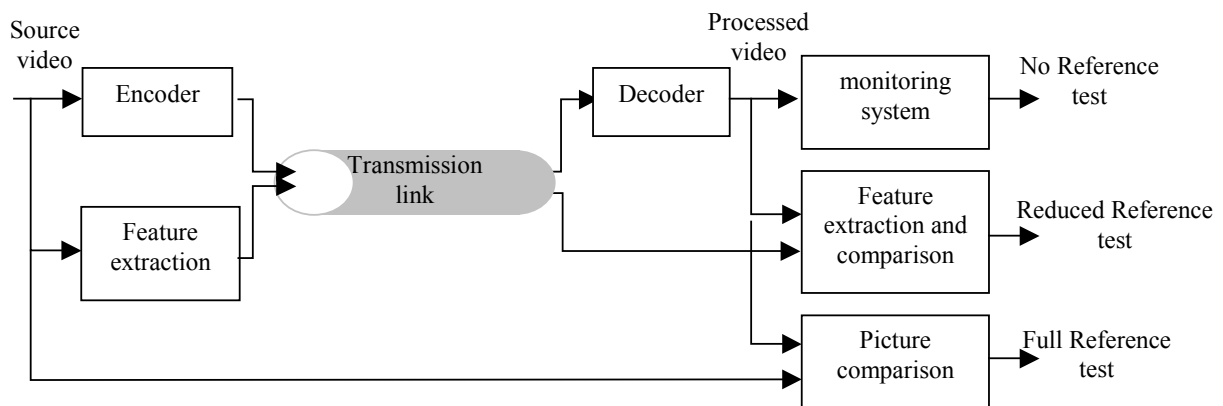 Source
video
Encoder
Feature
extraction
Transmission
link
Decoder
Processed
video
monitoring
system
No Reference
test
Feature
extraction and
comparison
Reduced Reference
test
Picture
comparison
Full Reference
test